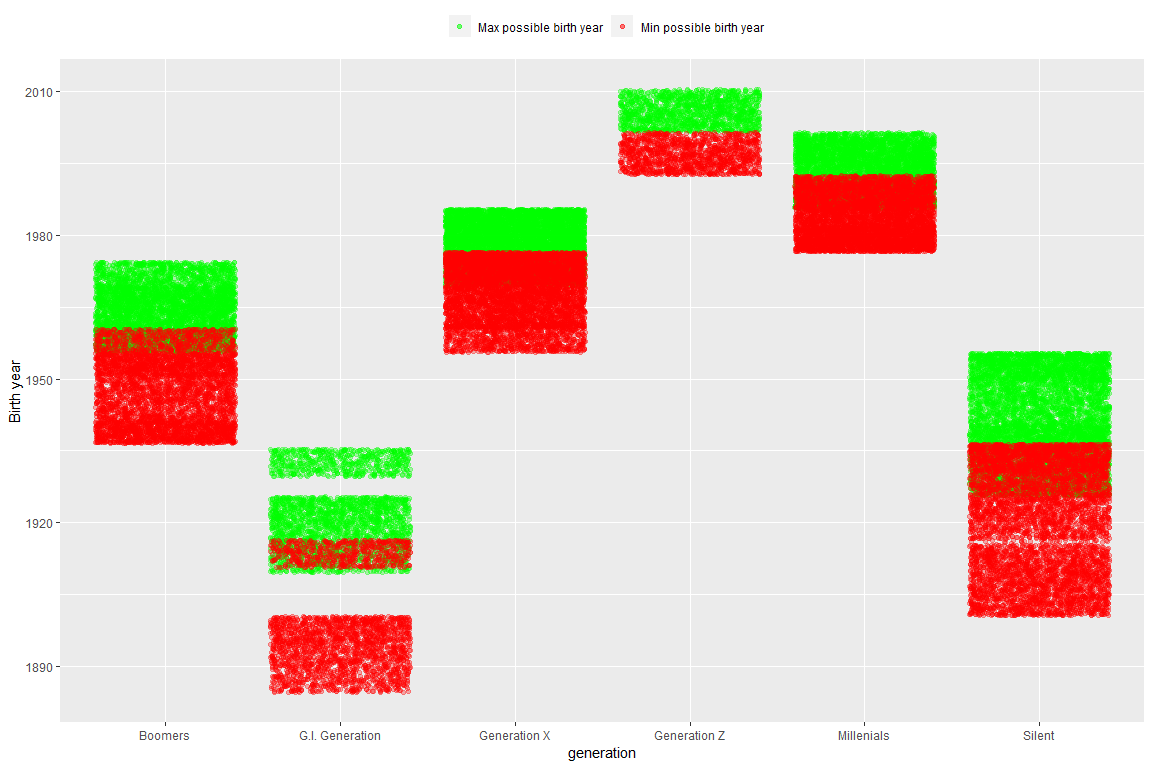 Max possible birth year Min possible birth year
2010
1980
1950
1920
1890
Birth year
Boomers G.I. Generation Generation X Generation Z Millenials Silent
generation